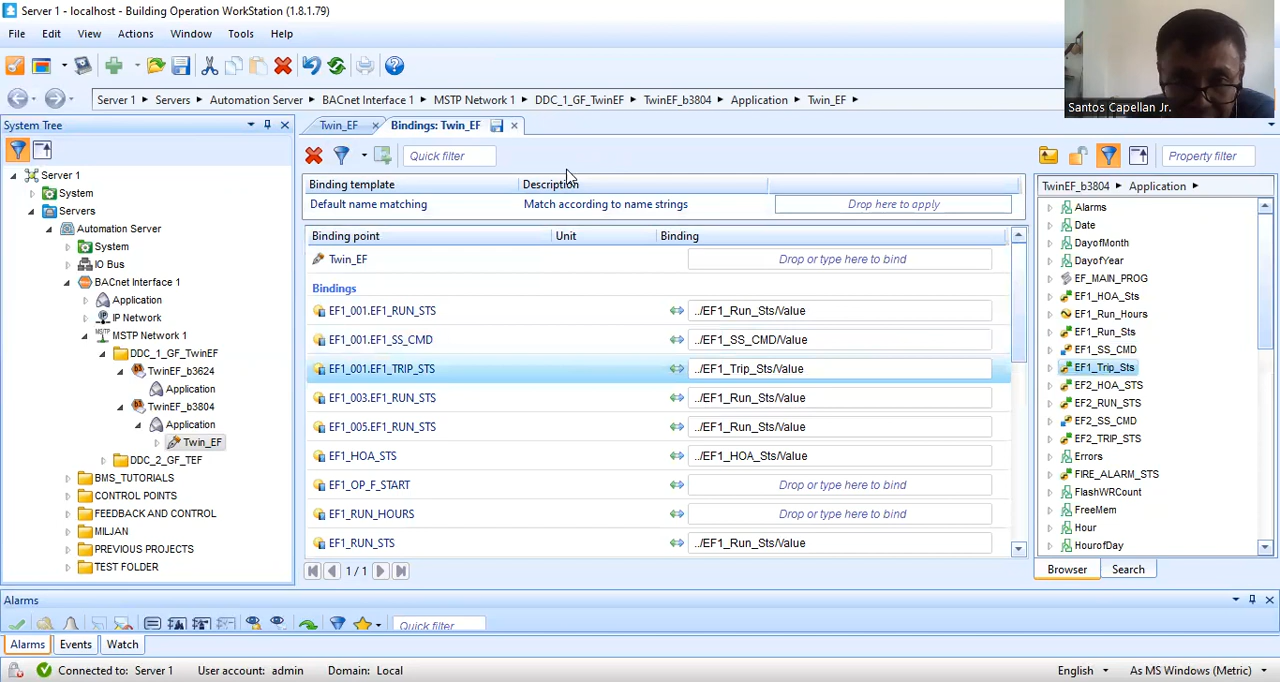 Server 1 - localhost - Building Operation WorkStation (1.8.1.79)
File Edit View Actions Window Tools Help
Santos Capellan Jr.
Server 1 Servers Automation Server BACnet Interface 1 MSTP Network 1 DDC_1_GF_TwinEF TwinEF_b3804 Application Twin_EF
System Tree
Server 1
System
Servers
Automation Server
System
IO Bus
BACnet Interface 1
Application
IP Network
MSTP Network 1
DDC_1_GF_TwinEF
TwinEF_b3624
Application
TwinEF_b3804
Application
Twin_EF
DDC_2_GF_TEF
BMS_TUTORIALS
CONTROL POINTS
FEEDBACK AND CONTROL
MILJAN
PREVIOUS PROJECTS
TEST FOLDER
Twin_EF Bindings: Twin_EF
Quick filter
Binding template Description
Default name matching Match according to name strings Drop here to apply
Binding point Unit Binding
Twin_EF Drop or type here to bind
Bindings
EF1_001.EF1_RUN_STS ../EF1_Run_Sts/Value
EF1_001.EF1_SS_CMD ../EF1_SS_CMD/Value
EF1_001.EF1_TRIP_STS ../EF1_Trip_Sts/Value
EF1_003.EF1_RUN_STS ../EF1_Run_Sts/Value
EF1_005.EF1_RUN_STS ../EF1_Run_Sts/Value
EF1_HOA_STS ../EF1_HOA_Sts/Value
EF1_OP_F_START Drop or type here to bind
EF1_RUN_HOURS Drop or type here to bind
EF1_RUN_STS ../EF1_Run_Sts/Value
1 / 1
Property filter
TwinEF_b3804 Application
Alarms
Date
DayofMonth
DayofYear
EF_MAIN_PROG
EF1_HOA_Sts
EF1_Run_Hours
EF1_Run_Sts
EF1_SS_CMD
EF1_Trip_Sts
EF2_HOA_STS
EF2_RUN_STS
EF2_SS_CMD
EF2_TRIP_STS
Errors
FIRE_ALARM_STS
FlashWRCount
FreeMem
Hour
HourofDay
Browser Search
Alarms
Quick filter
Alarms Events Watch
Connected to: Server 1 User account: admin Domain: Local English As MS Windows (Metric)